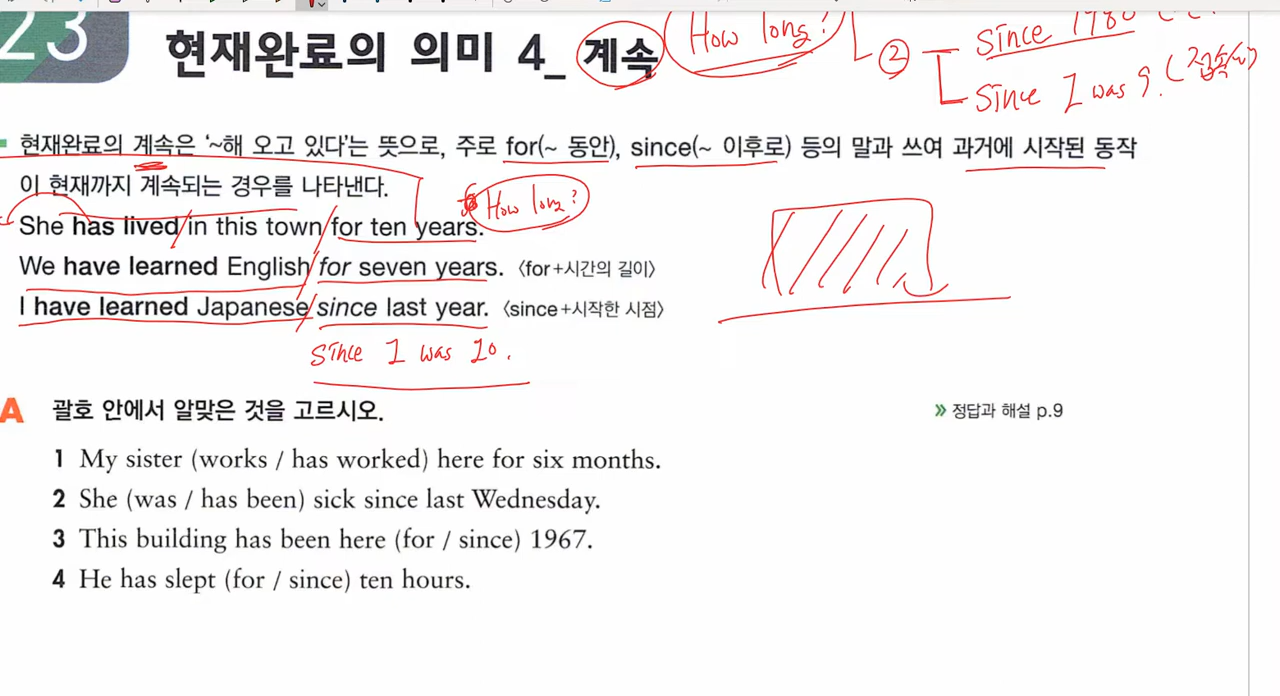 How long?
② since 1980
since I was 9. (접속사)
23 현재완료의 의미 4_ 계속
현재완료의 계속은 '~해 오고 있다'는 뜻으로, 주로 for(~ 동안), since(~ 이후로) 등의 말과 쓰여 과거에 시작된 동작
이 현재까지 계속되는 경우를 나타낸다.
How long?
She has lived in this town for ten years.
We have learned English for seven years. 〈for+시간의 길이〉
I have learned Japanese since last year. 〈since+시작한 시점〉
since I was 10.
A 괄호 안에서 알맞은 것을 고르시오.
» 정답과 해설 p.9
1 My sister (works / has worked) here for six months.
2 She (was / has been) sick since last Wednesday.
3 This building has been here (for / since) 1967.
4 He has slept (for / since) ten hours.